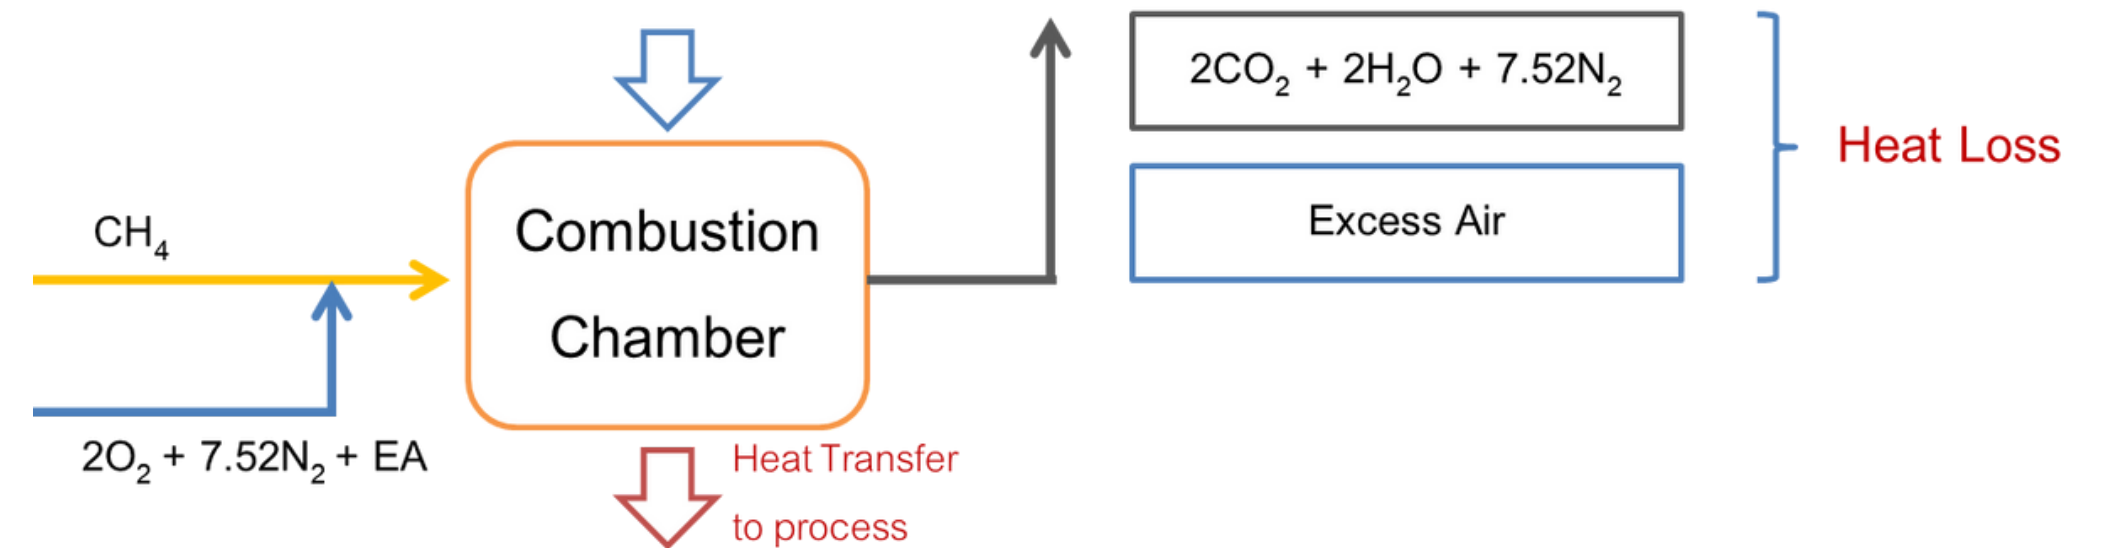 2CO₂ + 2H₂O + 7.52N₂
Heat Loss
Excess Air
CH₄
Combustion
Chamber
2O₂ + 7.52N₂ + EA
Heat Transfer
to process